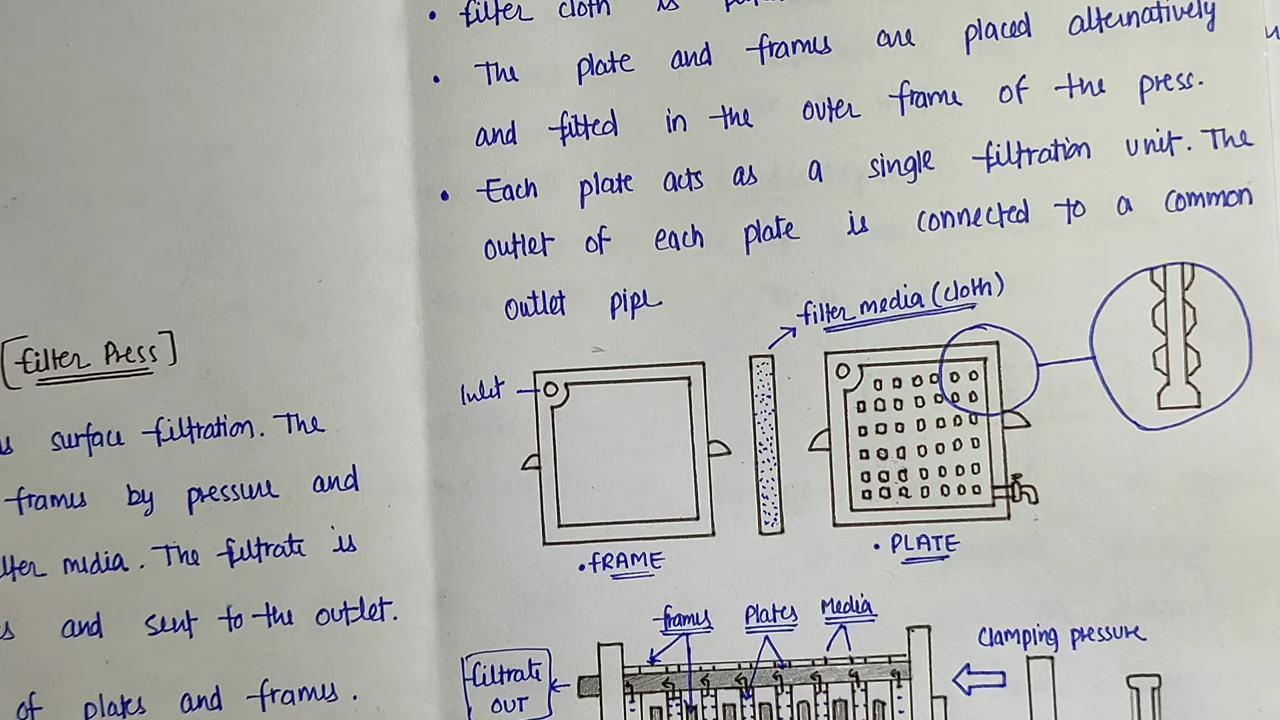 [Filter Press]
surface filtration. The
frames by pressure and
media. The filtrate is
and sent to the outlet.
of plates and frames.
• filter cloth is
• The plate and frames are placed alternatively
and fitted in the outer frame of the press.
• Each plate acts as a single filtration unit. The
outlet of each plate is connected to a common
outlet pipe
filter media (cloth)
Inlet
• FRAME
• PLATE
frames
Plates
Media
Clamping pressure
filtrate
OUT